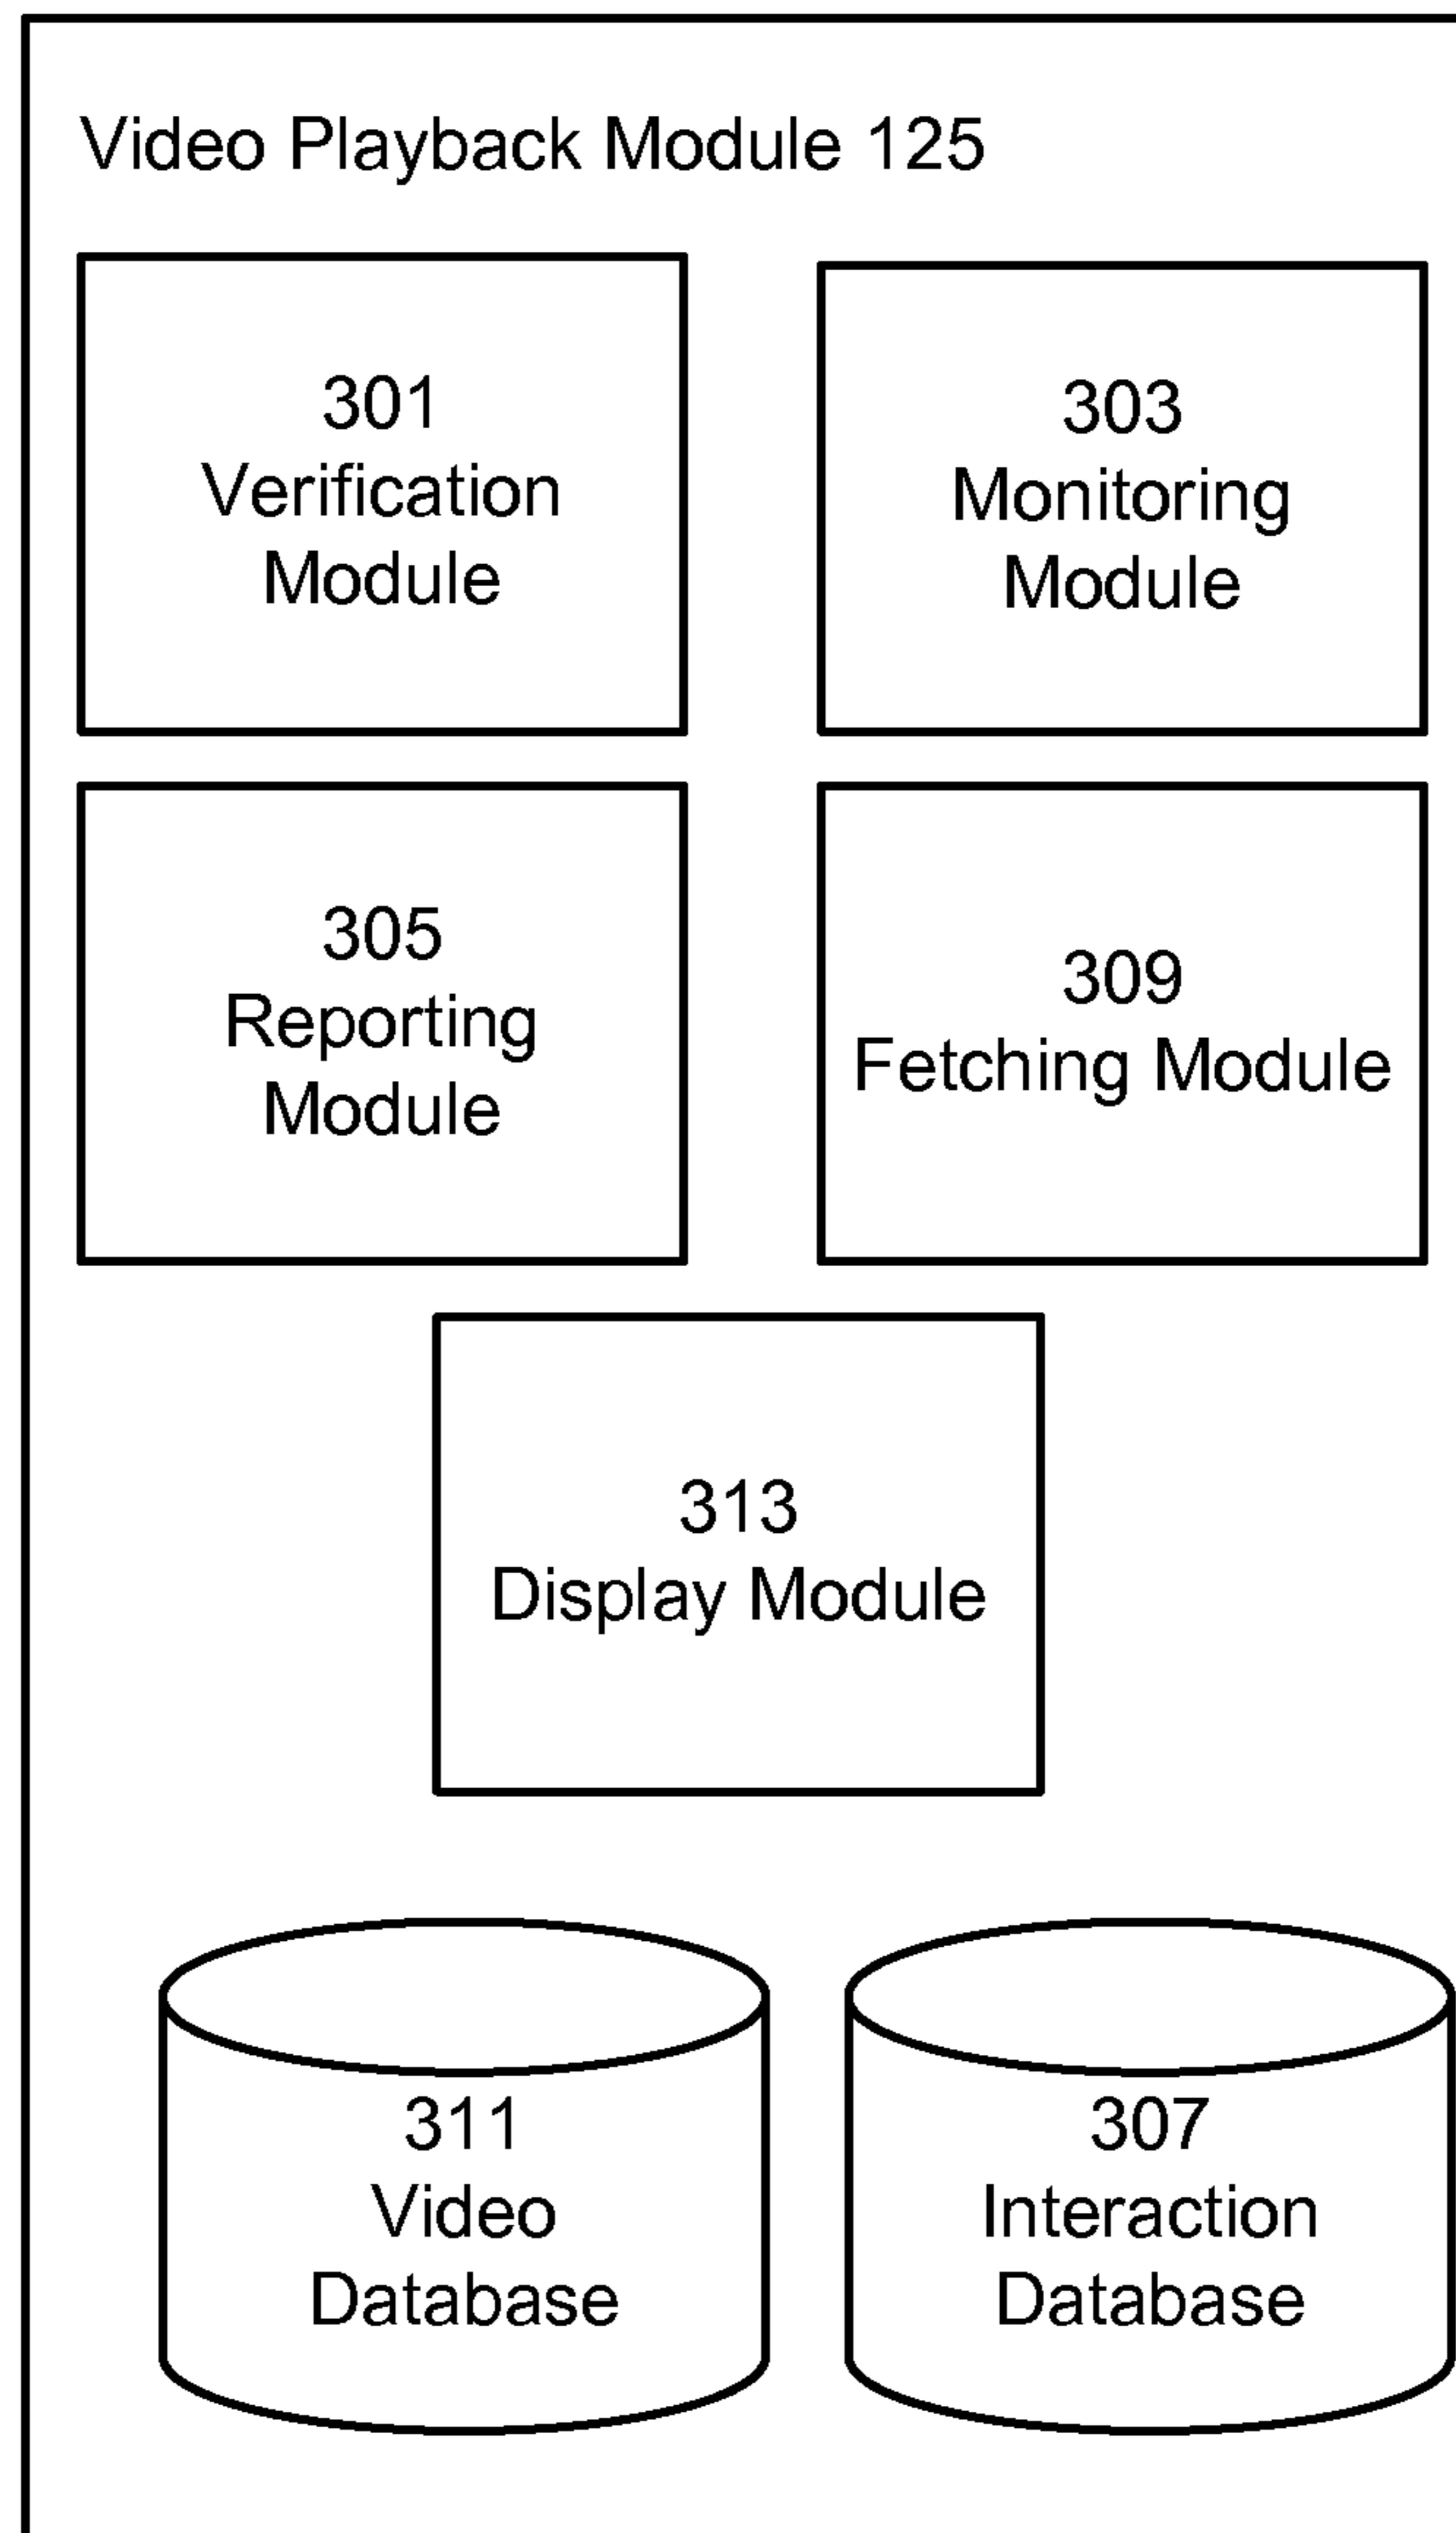 Video Playback Module 125
301
Verification
Module
303
Monitoring
Module
305
Reporting
Module
309
Fetching Module
313
Display Module
311
Video
Database
307
Interaction
Database